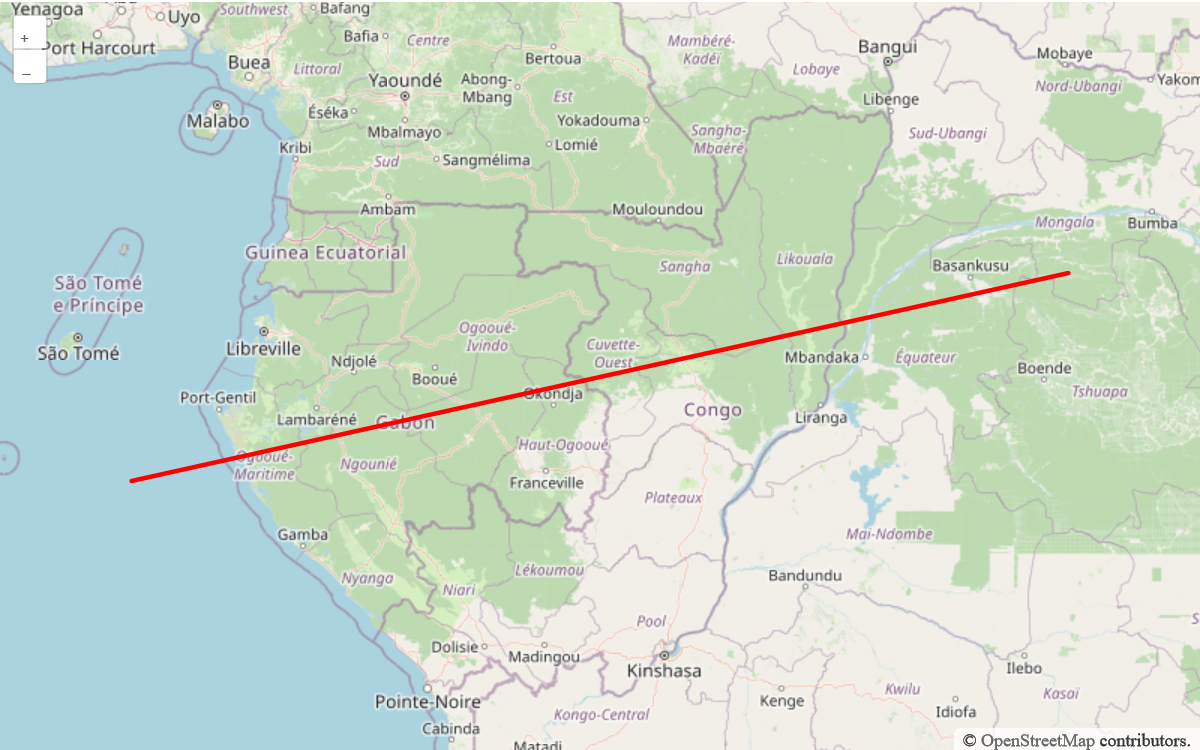 Yenagoa
Uyo
Southwest
Bafang
Bafia
Centre
Port Harcourt
Buea
Littoral
Yaoundé
Abong-
Mbang
Bertoua
Mambéré-
Kadéï
Lobaye
Bangui
Mobaye
Yakom
Nord-Ubangi
+
–
Malabo
Éséka
Mbalmayo
Est
Yokadouma
Libenge
Kribi
Sud
Sangmélima
Lomié
Sangha-
Mbaéré
Sud-Ubangi
Ambam
Mouloundou
Mongala
Bumba
Guinea Ecuatorial
Sangha
Likouala
Basankusu
São Tomé
e Príncipe
São Tomé
Libreville
Ogooué-
Ivindo
Cuvette-
Ouest
Ndjolé
Booué
Mbandaka
Équateur
Boende
Tshuapa
Port-Gentil
Okondja
Lambaréné
Gabon
Congo
Liranga
Ogooué-
Maritime
Ngounié
Haut-Ogooué
Franceville
Plateaux
Gamba
Mai-Ndombe
Nyanga
Niari
Lékoumou
Bandundu
Pool
Dolisie
Madingou
Kinshasa
Ilebo
Pointe-Noire
Kenge
Kwilu
Kasai
Idiofa
Cabinda
Kongo-Central
Matadi
© OpenStreetMap contributors.